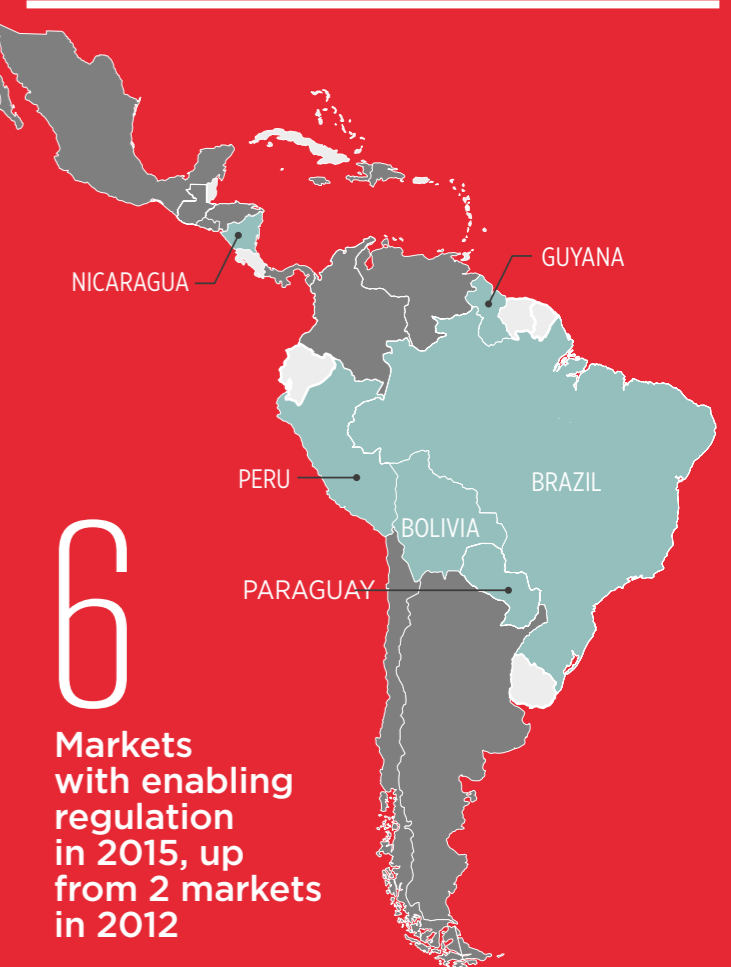 GUYANA
NICARAGUA
PERU
BRAZIL
BOLIVIA
PARAGUAY
6
Markets
with enabling
regulation
in 2015, up
from 2 markets
in 2012